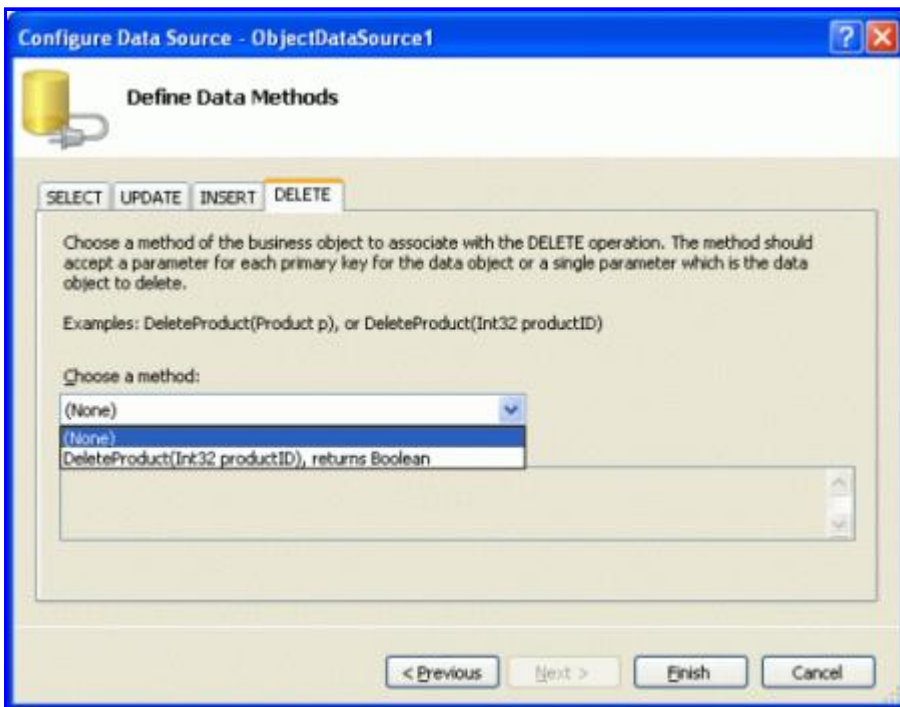 Configure Data Source - ObjectDataSource1
Define Data Methods
SELECT UPDATE INSERT DELETE
Choose a method of the business object to associate with the DELETE operation. The method should
accept a parameter for each primary key for the data object or a single parameter which is the data
object to delete.
Examples: DeleteProduct(Product p), or DeleteProduct(Int32 productID)
Choose a method:
(None)
(None)
DeleteProduct(Int32 productID), returns Boolean
< Previous Next > Finish Cancel